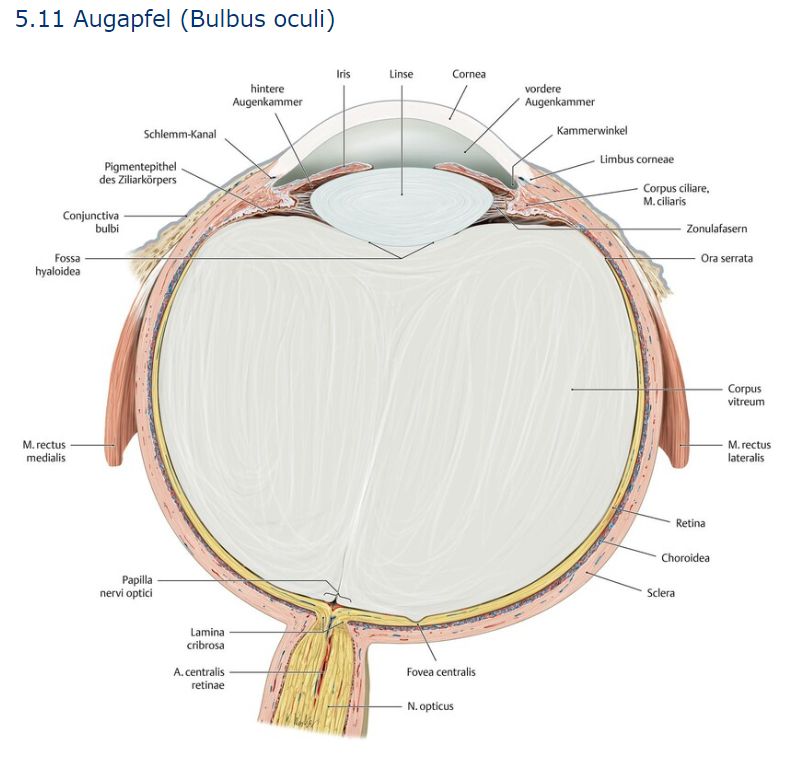 5.11 Augapfel (Bulbus oculi)
Iris
Linse
Cornea
hintere
Augenkammer
vordere
Augenkammer
Schlemm-Kanal
Kammerwinkel
Pigmentepithel
des Ziliarkörpers
Limbus corneae
Corpus ciliare,
M. ciliaris
Conjunctiva
bulbi
Zonulafasern
Fossa
hyaloidea
Ora serrata
Corpus
vitreum
M. rectus
medialis
M. rectus
lateralis
Retina
Choroidea
Sclera
Papilla
nervi optici
Lamina
cribrosa
A. centralis
retinae
Fovea centralis
N. opticus